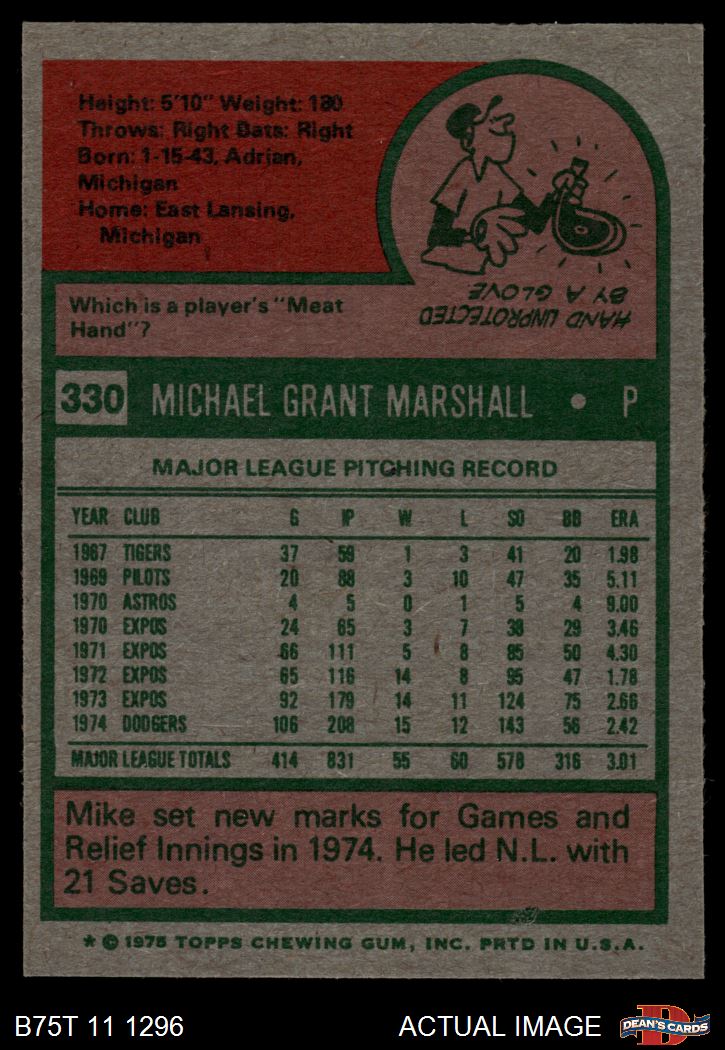 Height: 5'10" Weight: 180
Throws: Right Bats: Right
Born: 1-15-43, Adrian,
Michigan
Home: East Lansing,
Michigan
Which is a player's "Meat
Hand"?
HAND UNPROTECTED
BY A GLOVE
330 MICHAEL GRANT MARSHALL • P
MAJOR LEAGUE PITCHING RECORD
YEAR CLUB G IP W L SO BB ERA
1967 TIGERS 37 59 1 3 41 20 1.98
1969 PILOTS 20 88 3 10 47 35 5.11
1970 ASTROS 4 5 0 1 5 4 9.00
1970 EXPOS 24 65 3 7 38 29 3.46
1971 EXPOS 66 111 5 8 85 50 4.30
1972 EXPOS 65 116 14 8 95 47 1.78
1973 EXPOS 92 179 14 11 124 75 2.66
1974 DODGERS 106 208 15 12 143 56 2.42
MAJOR LEAGUE TOTALS 414 831 55 60 578 316 3.01
Mike set new marks for Games and
Relief Innings in 1974. He led N.L. with
21 Saves.
* © 1975 TOPPS CHEWING GUM, INC. PRTD IN U.S.A.
B75T 11 1296 ACTUAL IMAGE DEAN'S CARDS